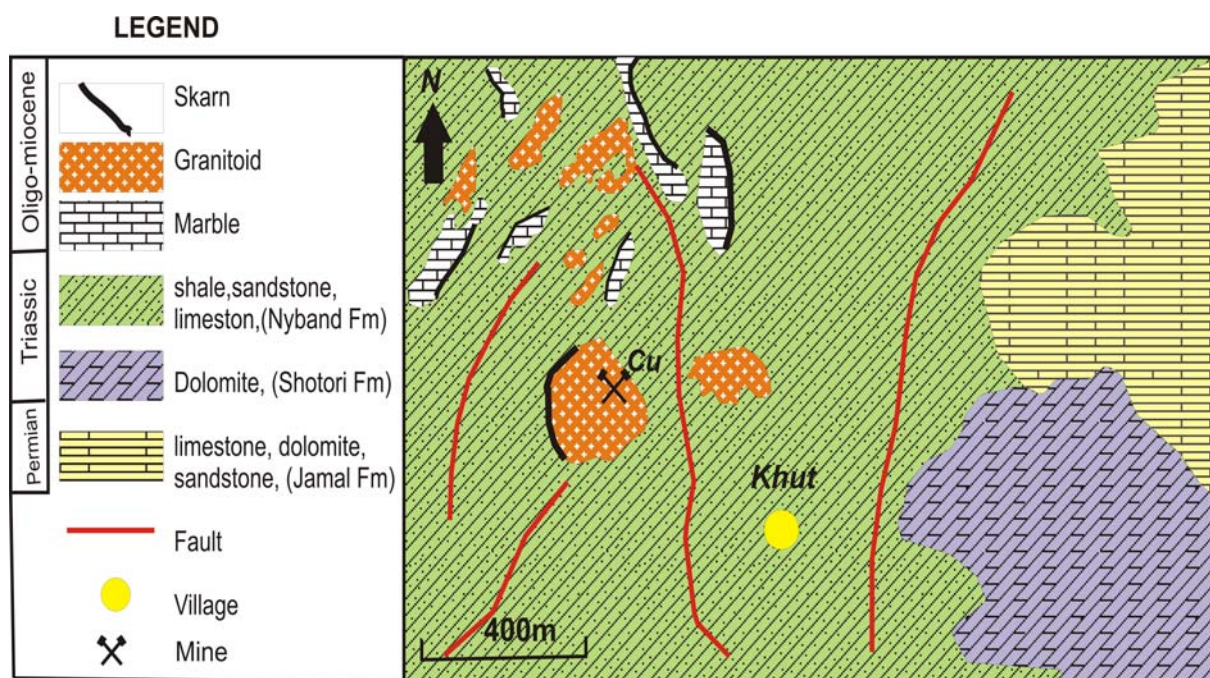 LEGEND
Oligo-miocene
Skarn
Granitoid
Marble
Triassic
shale,sandstone,
limeston,(Nyband Fm)
Dolomite, (Shotori Fm)
Permian
limestone, dolomite,
sandstone, (Jamal Fm)
Fault
Village
Mine
N
Cu
Khut
400m